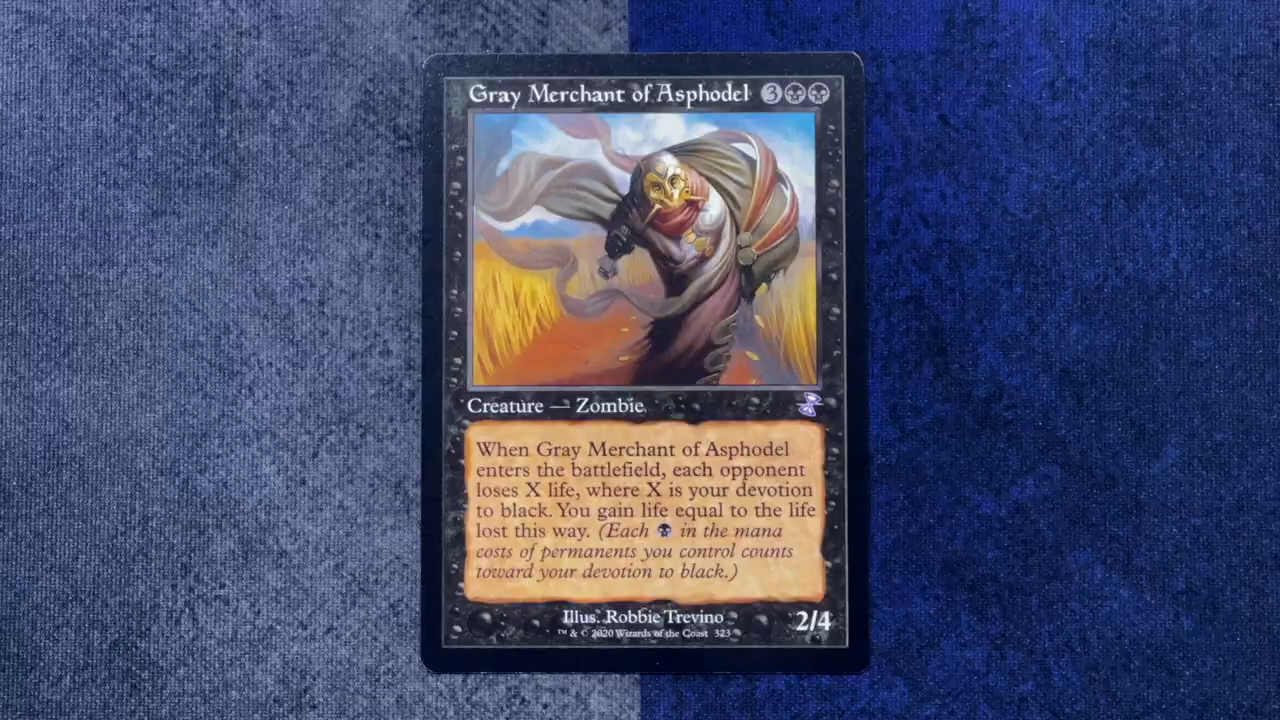 Gray Merchant of Asphodel 3
Creature — Zombie
When Gray Merchant of Asphodel
enters the battlefield, each opponent
loses X life, where X is your devotion
to black. You gain life equal to the life
lost this way. (Each in the mana
costs of permanents you control counts
toward your devotion to black.)
Illus. Robbie Trevino
™ & © 2020 Wizards of the Coast 323
2/4